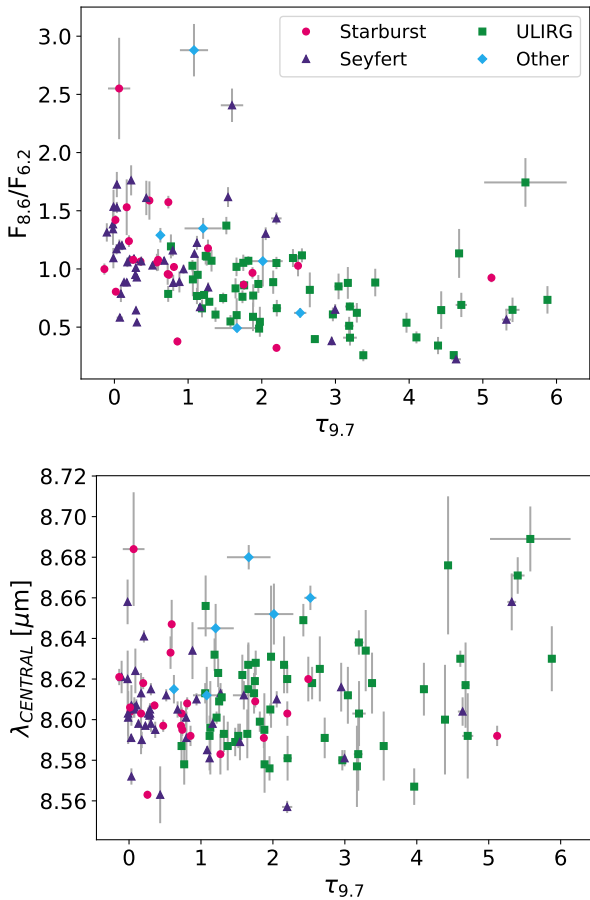 Starburst
Seyfert
ULIRG
Other
F8.6/F6.2
3.0
2.5
2.0
1.5
1.0
0.5
0 1 2 3 4 5 6
τ9.7
λCENTRAL [μm]
8.72
8.70
8.68
8.66
8.64
8.62
8.60
8.58
8.56
0 1 2 3 4 5 6
τ9.7